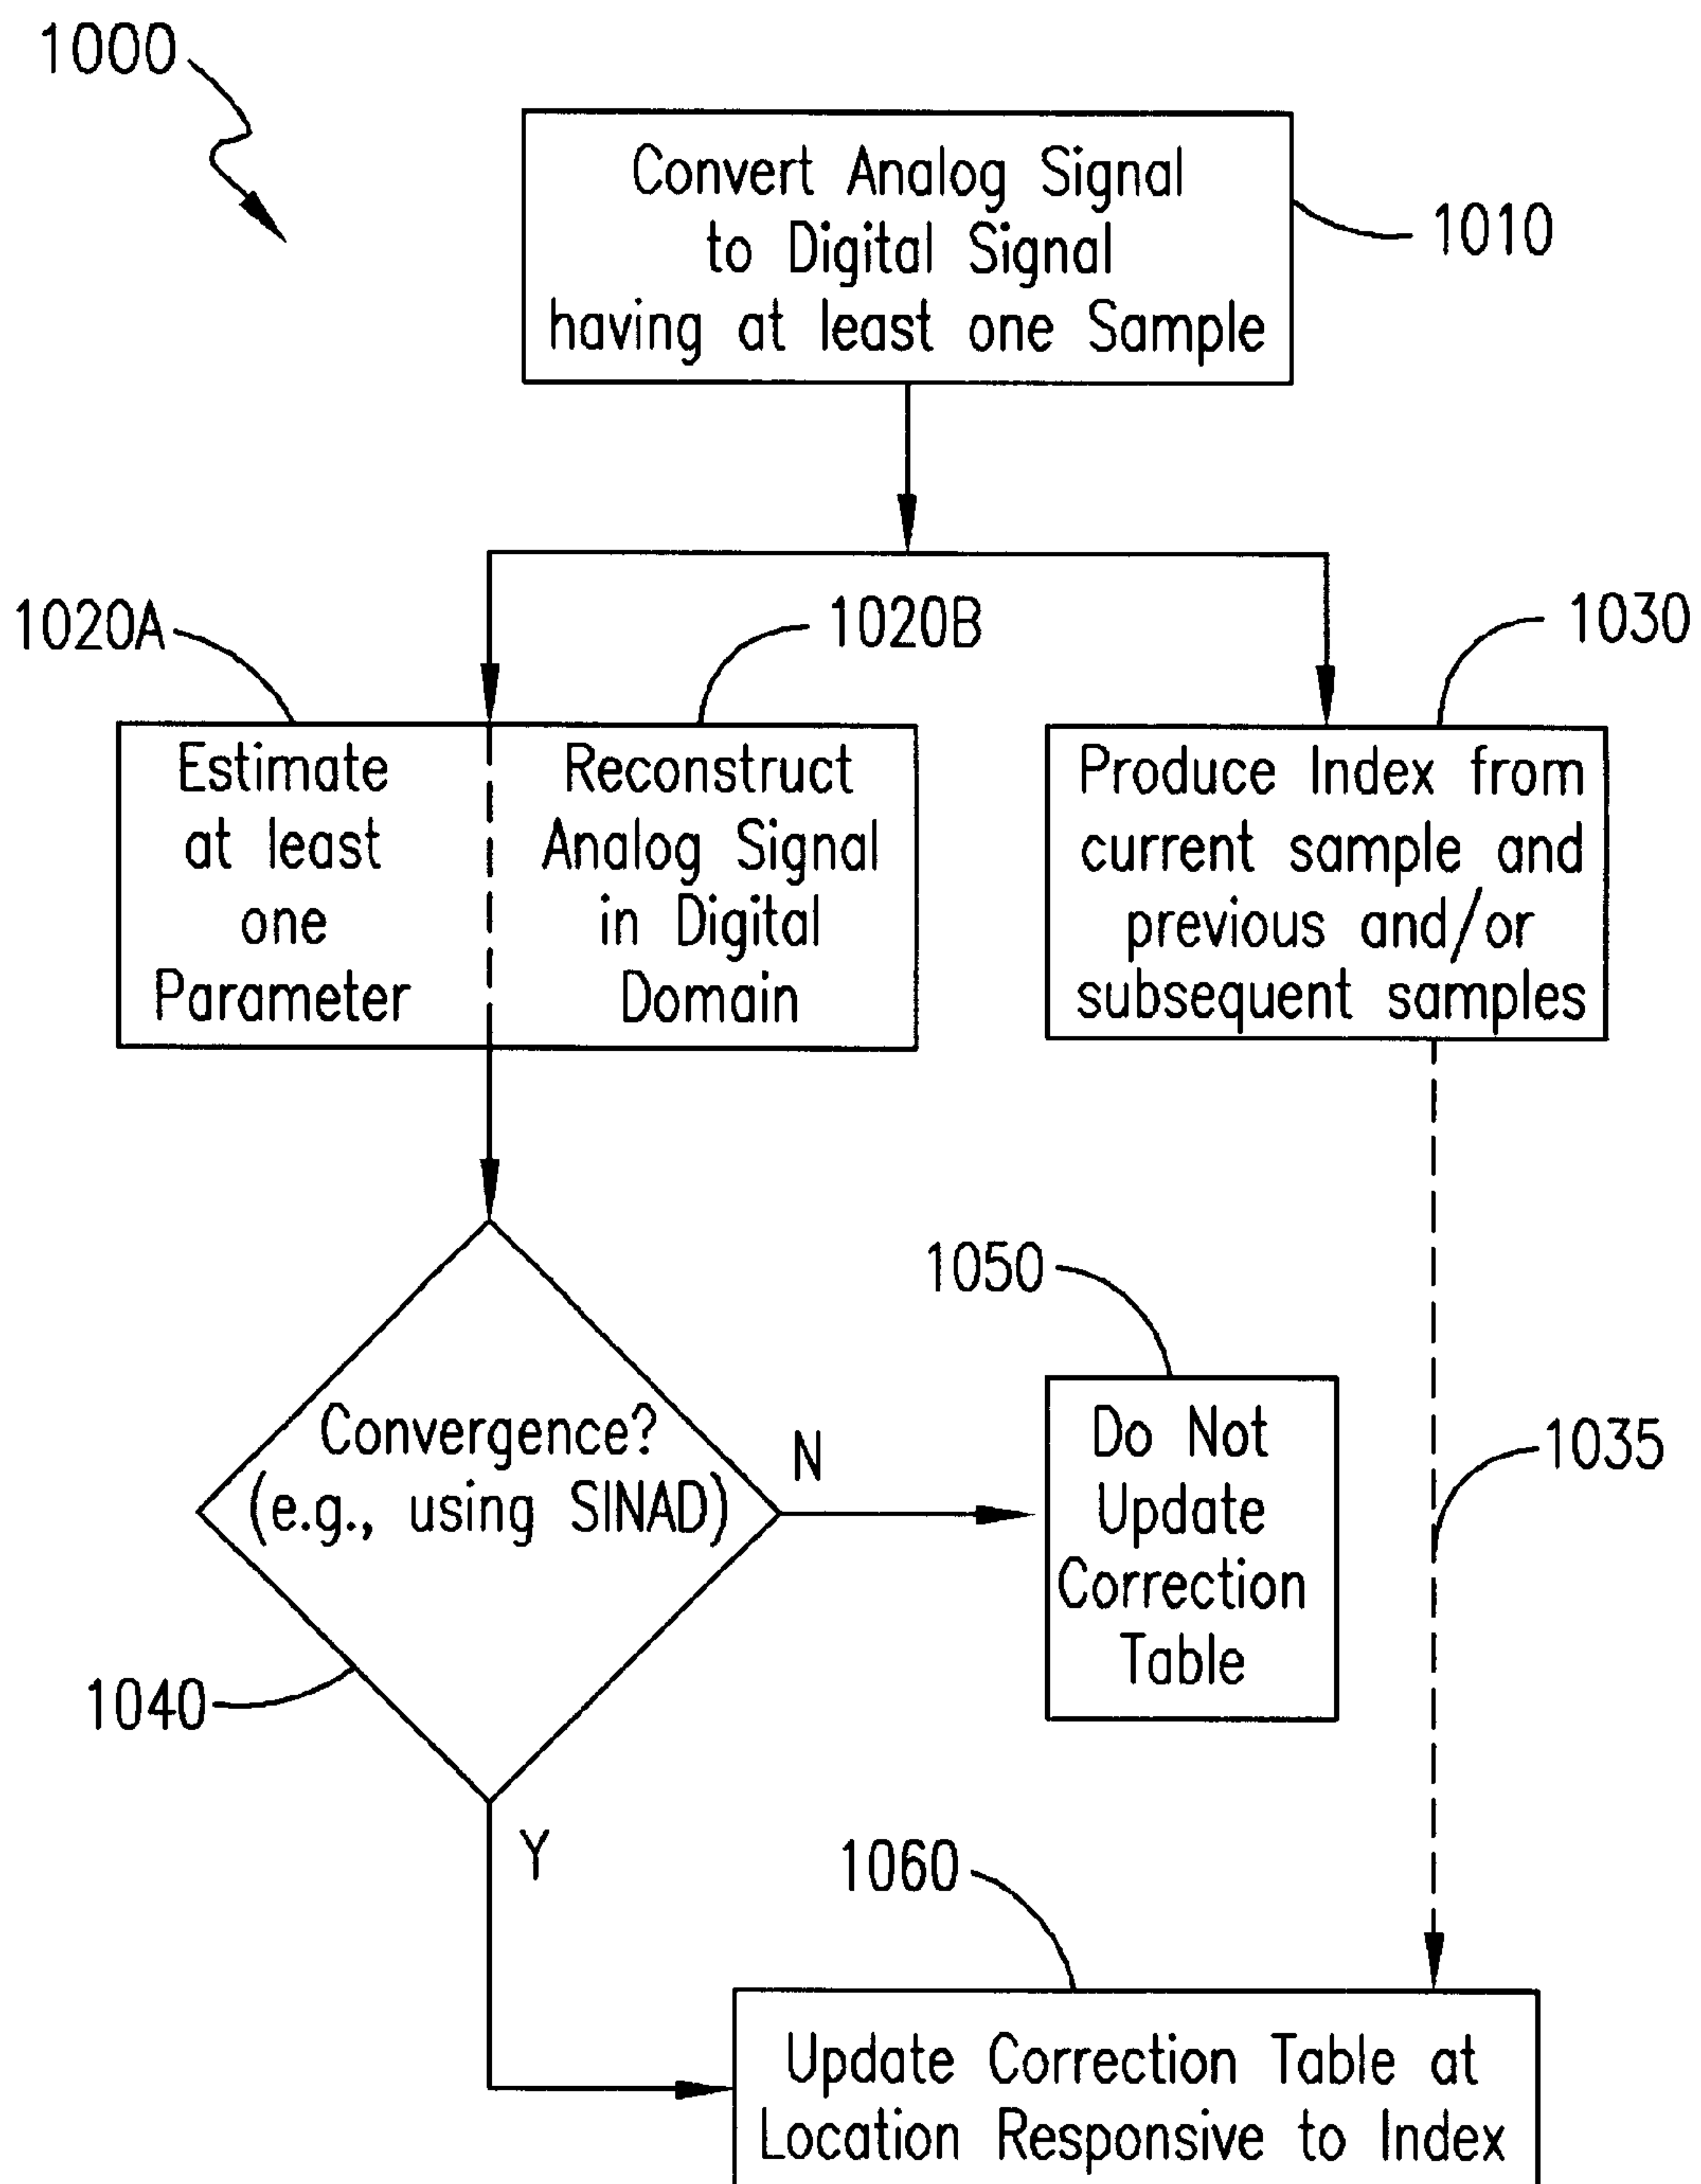 1000
Convert Analog Signal
to Digital Signal
having at least one Sample
1010
1020A
1020B
1030
Estimate
at least
one
Parameter
Reconstruct
Analog Signal
in Digital
Domain
Produce Index from
current sample and
previous and/or
subsequent samples
1050
Convergence?
(e.g., using SINAD)
N
Do Not
Update
Correction
Table
1035
1040
Y
1060
Update Correction Table at
Location Responsive to Index